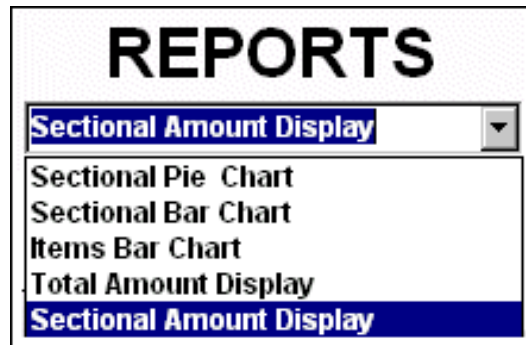 REPORTS
Sectional Amount Display
Sectional Pie  Chart
Sectional Bar Chart
Items Bar Chart
Total Amount Display
Sectional Amount Display